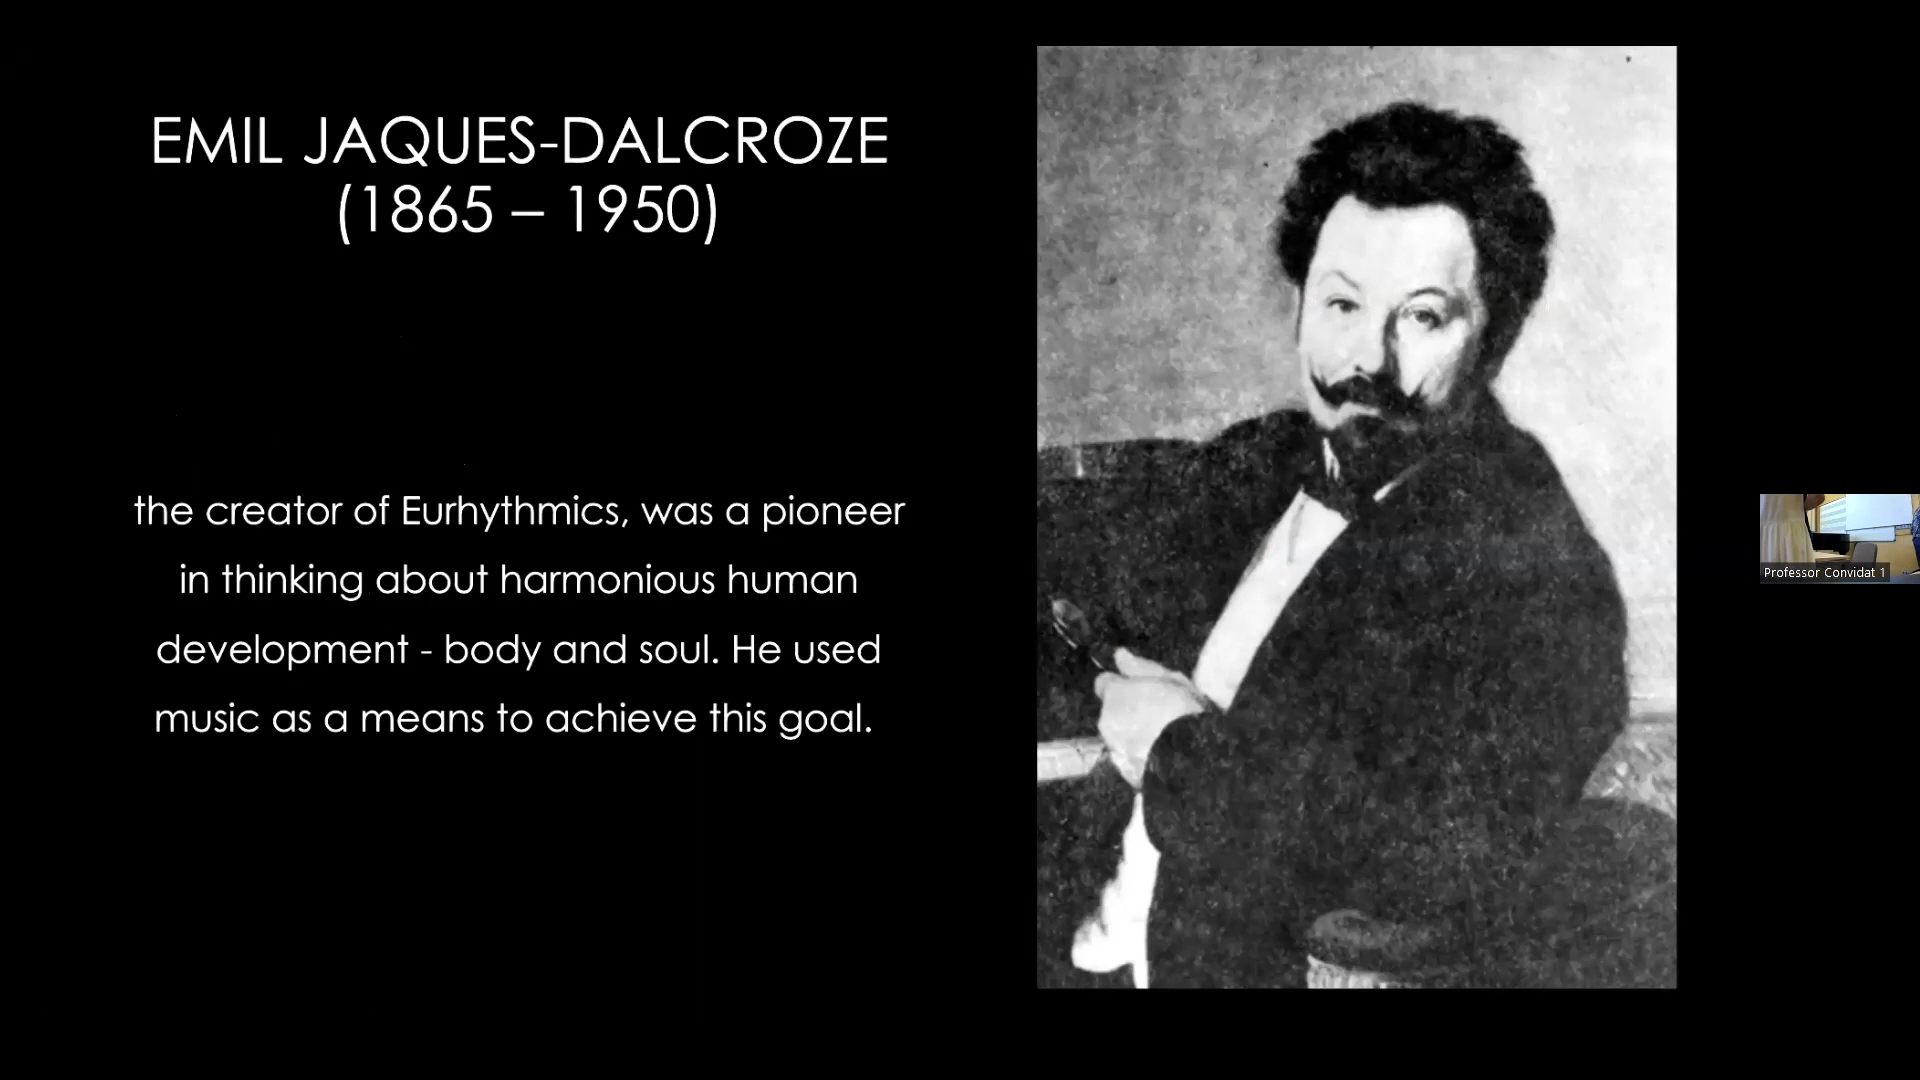 EMIL JAQUES-DALCROZE
(1865 – 1950)
the creator of Eurhythmics, was a pioneer
in thinking about harmonious human
development - body and soul. He used
music as a means to achieve this goal.
Professor Convidat 1